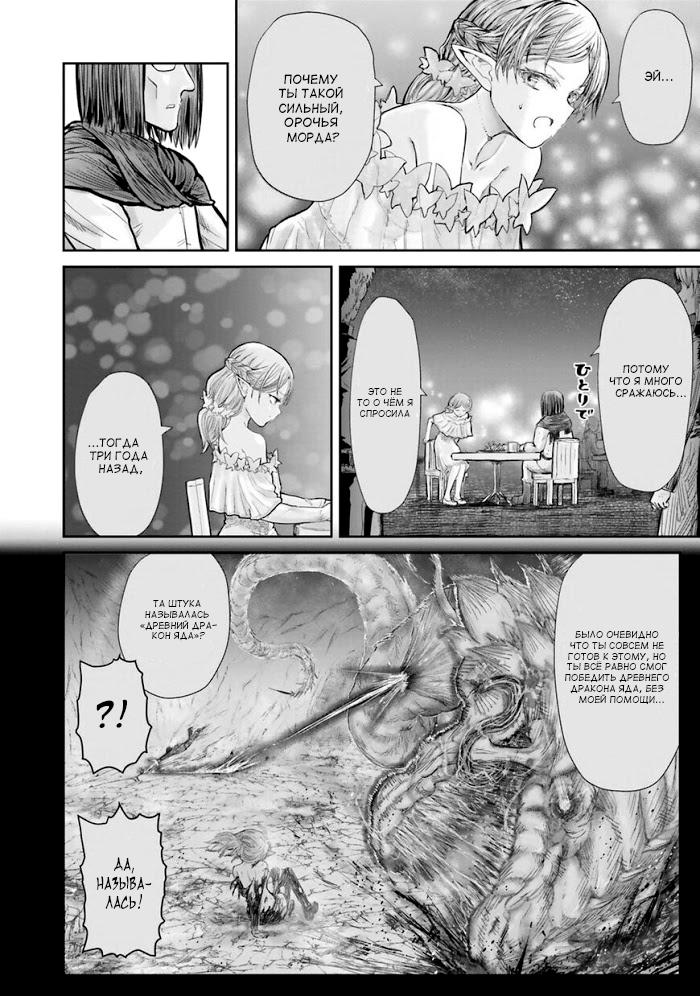 ЭЙ...
ПОЧЕМУ
ТЫ ТАКОЙ
СИЛЬНЫЙ,
ОРОЧЬЯ
МОРДА?
ПОТОМУ
ЧТО Я МНОГО
СРАЖАЮСЬ...
ひとりで
ЭТО НЕ
ТО О ЧЁМ Я
СПРОСИЛА
...ТОГДА
ТРИ ГОДА
НАЗАД,
БЫЛО ОЧЕВИДНО
ЧТО ТЫ СОВСЕМ НЕ
ГОТОВ К ЭТОМУ, НО
ТЫ ВСЁ РАВНО СМОГ
ПОБЕДИТЬ ДРЕВНЕГО
ДРАКОНА ЯДА, БЕЗ
МОЕЙ ПОМОЩИ...
ТА ШТУКА
НАЗЫВАЛАСЬ
«ДРЕВНИЙ ДРА-
КОН ЯДА»?
?!
ДА,
НАЗЫВА-
ЛАСЬ!